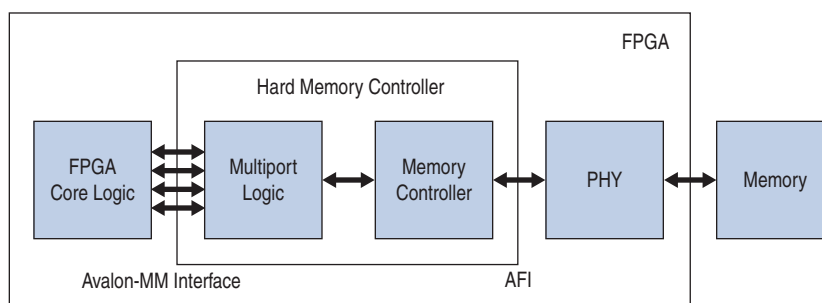 FPGA
Hard Memory Controller
FPGA
Core Logic
Multiport
Logic
Memory
Controller
PHY
Memory
Avalon-MM Interface
AFI